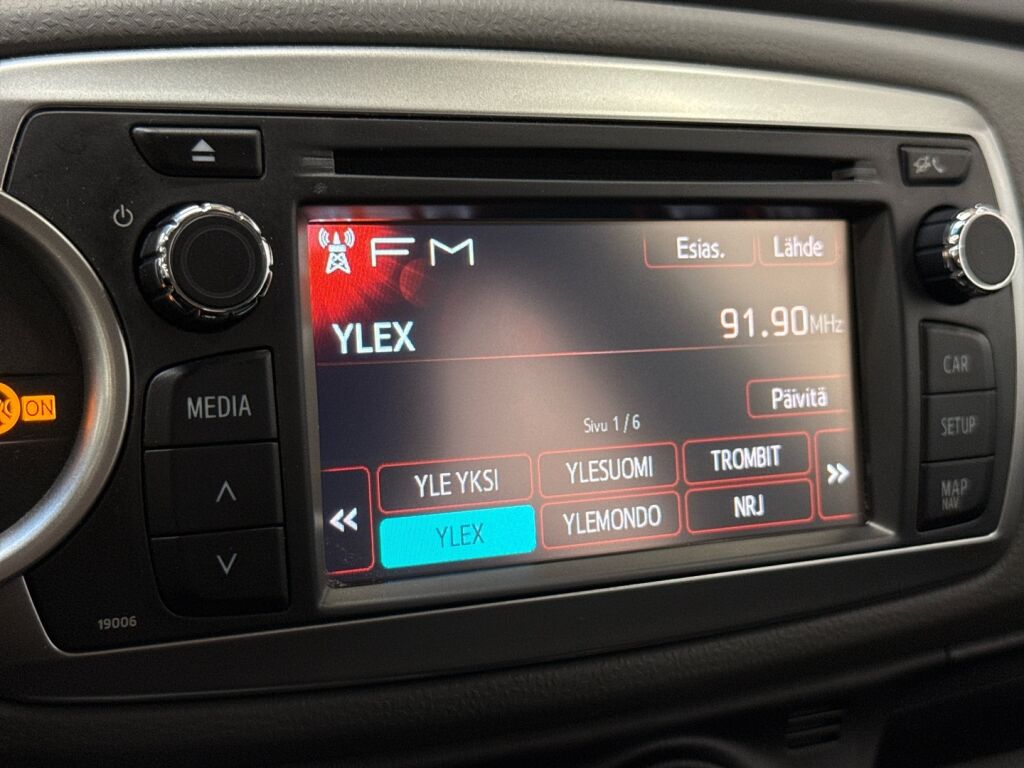 FM
Esias.
Lähde
YLEX
91.90MHz
Päivitä
Sivu 1/6
YLE YKSI
YLESUOMI
TROMBIT
YLEX
YLEMONDO
NRJ
MEDIA
CAR
SETUP
MAP
NAV
ON
19006